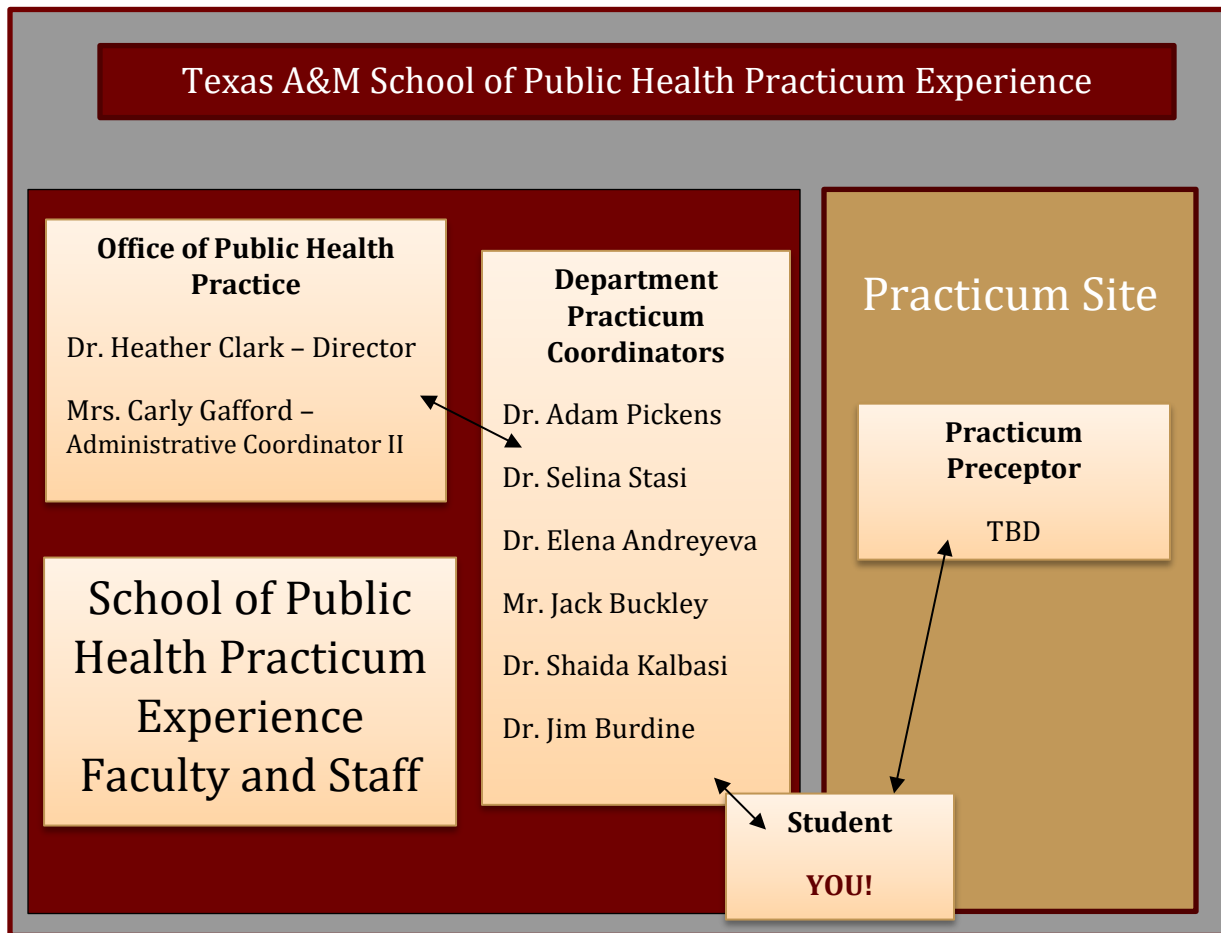 Texas A&M School of Public Health Practicum Experience
Office of Public Health
Practice
Dr. Heather Clark – Director
Mrs. Carly Gafford –
Administrative Coordinator II
School of Public
Health Practicum
Experience
Faculty and Staff
Department
Practicum
Coordinators
Dr. Adam Pickens
Dr. Selina Stasi
Dr. Elena Andreyeva
Mr. Jack Buckley
Dr. Shaida Kalbasi
Dr. Jim Burdine
Practicum Site
Practicum
Preceptor
TBD
Student
YOU!